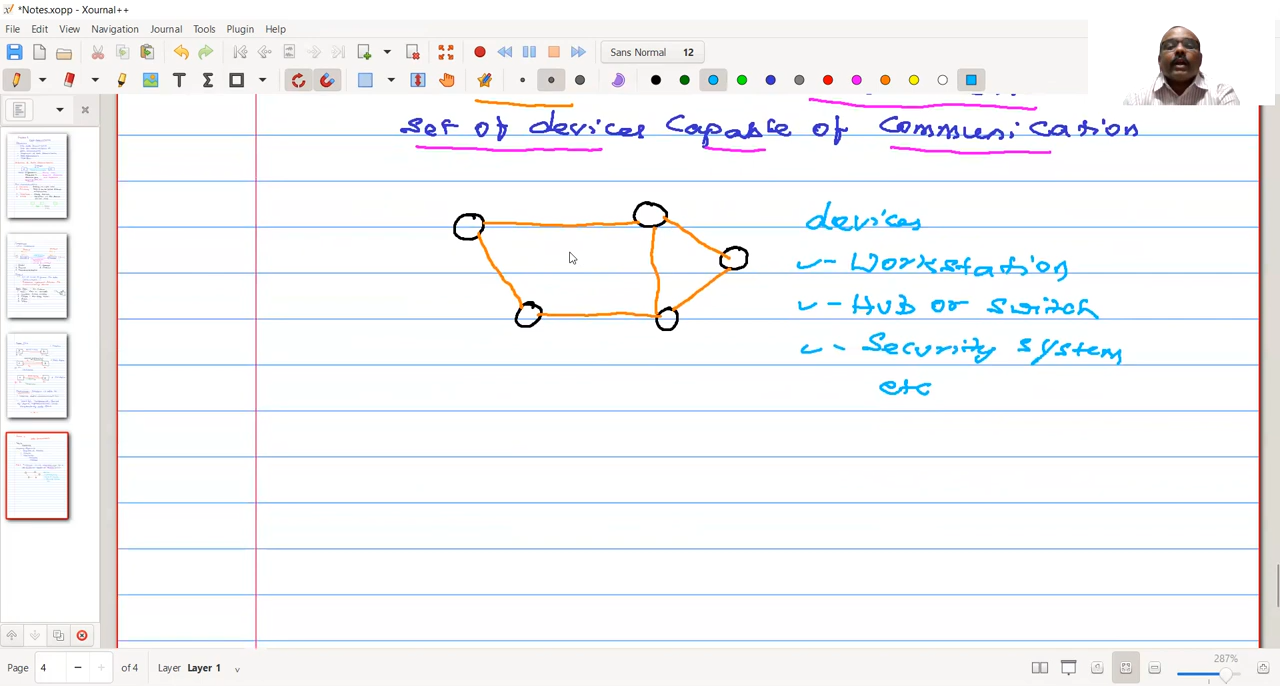 *Notes.xopp - Xournal++
File Edit View Navigation Journal Tools Plugin Help
Sans Normal 12
Set of devices Capable of Communication
devices
- Workstation
- HUB or switch
- Security system
etc
Page 4 of 4 Layer Layer 1
287%